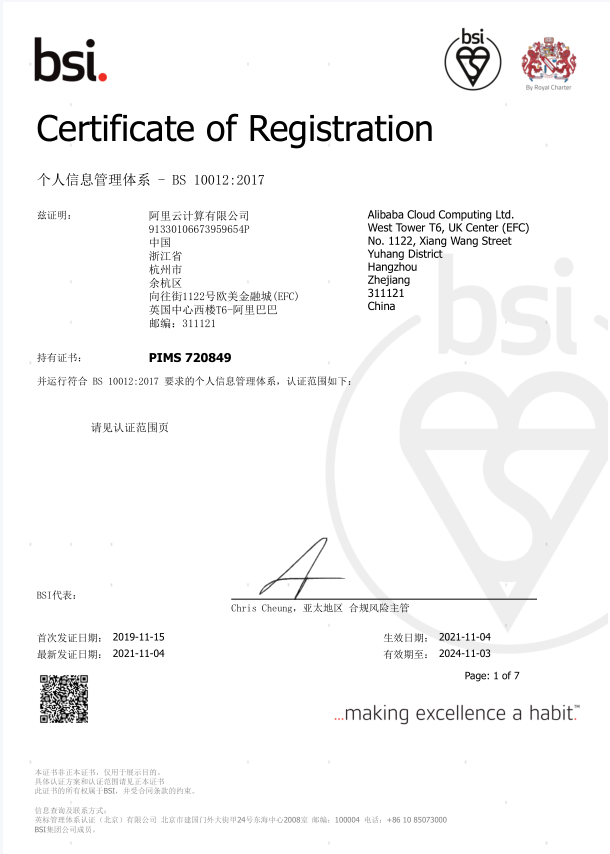 bsi.
bsi
By Royal Charter
Certificate of Registration
个人信息管理体系 - BS 10012:2017
兹证明:
阿里云计算有限公司
91330106673959654P
中国
浙江省
杭州市
余杭区
向往街1122号欧美金融城(EFC)
英国中心西楼T6-阿里巴巴
邮编: 311121
Alibaba Cloud Computing Ltd.
West Tower T6, UK Center (EFC)
No. 1122, Xiang Wang Street
Yuhang District
Hangzhou
Zhejiang
311121
China
bsi
持有证书: PIMS 720849
并运行符合 BS 10012:2017 要求的个人信息管理体系, 认证范围如下:
请见认证范围页
BSI代表:
Chris Cheung, 亚太地区 合规风险主管
首次发证日期: 2019-11-15 生效日期: 2021-11-04
最新发证日期: 2021-11-04 有效期至: 2024-11-03
Page: 1 of 7
...making excellence a habit.™
本证书非正本证书, 仅用于展示目的。
具体认证方案和认证范围请见正本证书
此证书的所有权属于BSI, 并受合同条款的约束。
信息查询及联系方式:
英标管理体系认证 (北京) 有限公司 北京市建国门外大街甲24号东海中心2008室 邮编: 100004 电话: +86 10 85073000
BSI集团公司成员。